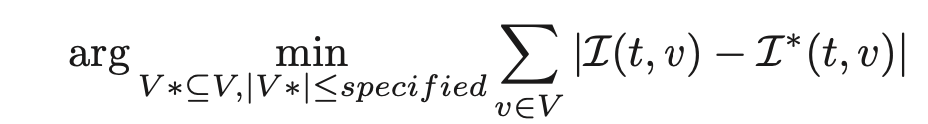 arg min_{V*⊆V,|V*|≤specified} ∑_{v∈V} |ℐ(t, v) − ℐ*(t, v)|